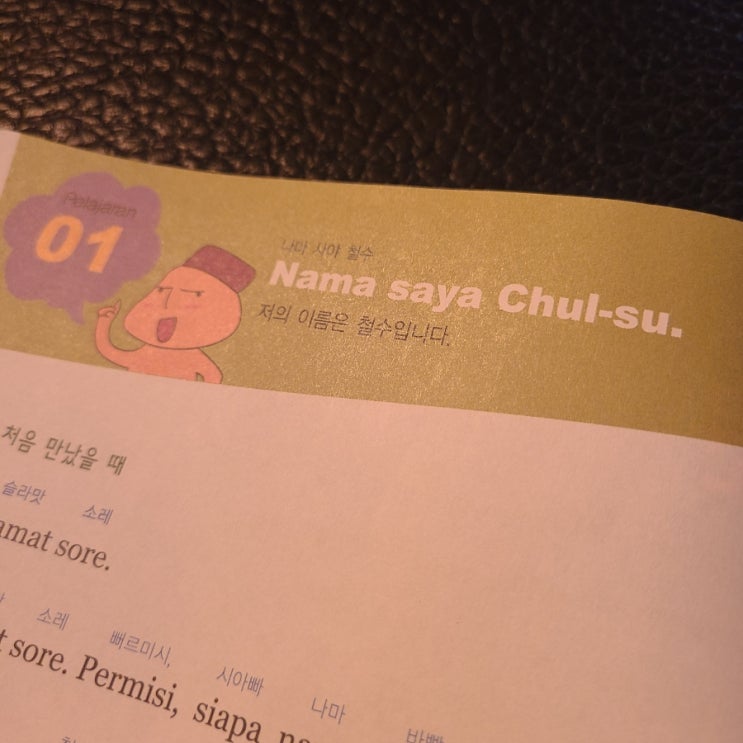 Pelajaran
01
나마 사야 철수
Nama saya Chul-su.
저의 이름은 철수입니다.
처음 만났을 때
슬라맛 소레
amat sore.
소레 뻐르미시, 시아빠 나마
t sore. Permisi, siapa na